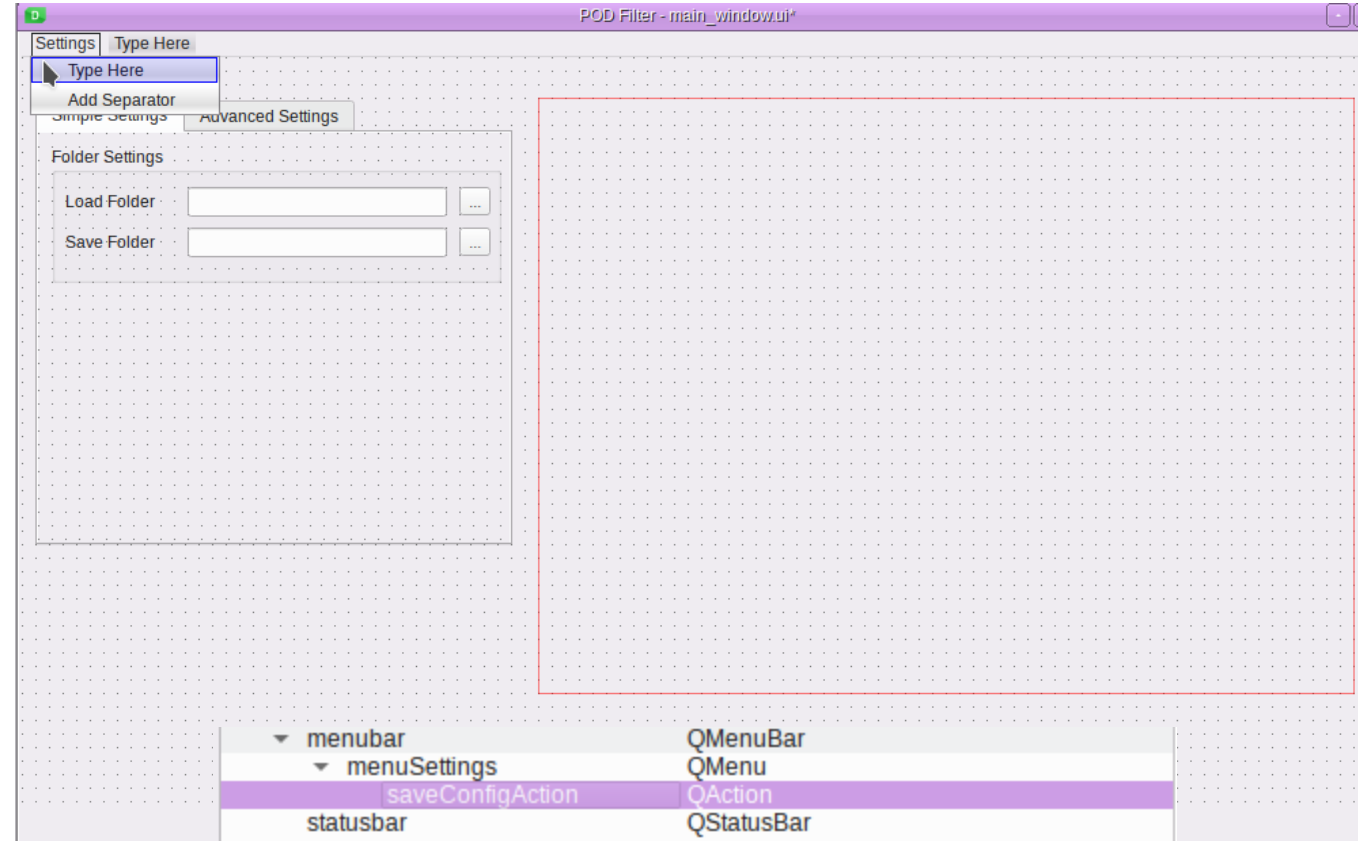 POD Filter - main_window.ui*
Settings Type Here
Type Here
Add Separator
Simple Settings Advanced Settings
Folder Settings
Load Folder ...
Save Folder ...
menubar QMenuBar
menuSettings QMenu
saveConfigAction QAction
statusbar QStatusBar